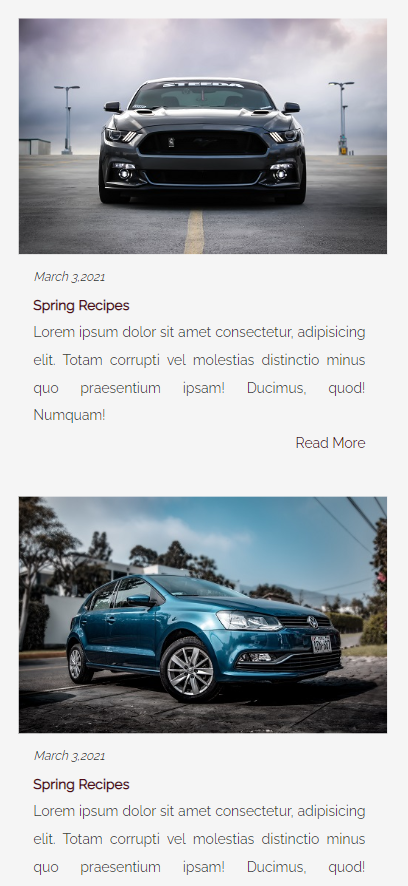 STEEDA
March 3,2021
Spring Recipes
Lorem ipsum dolor sit amet consectetur, adipisicing
elit. Totam corrupti vel molestias distinctio minus
quo praesentium ipsam! Ducimus, quod!
Numquam!
Read More
March 3,2021
Spring Recipes
Lorem ipsum dolor sit amet consectetur, adipisicing
elit. Totam corrupti vel molestias distinctio minus
quo praesentium ipsam! Ducimus, quod!